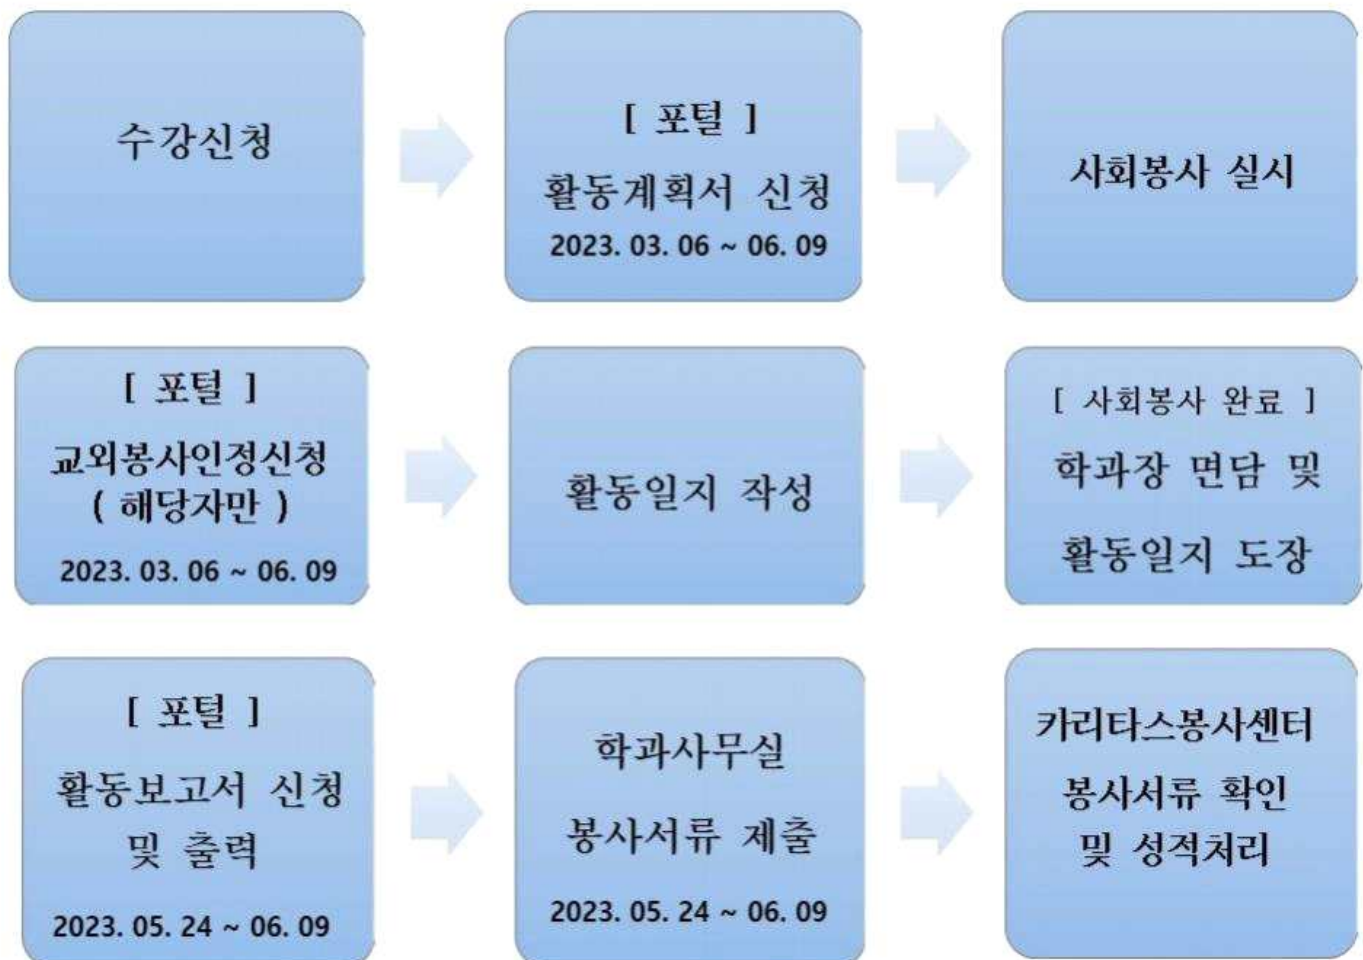 수강신청
[ 포털 ]
활동계획서 신청
2023. 03. 06 ~ 06. 09
사회봉사 실시
[ 포털 ]
교외봉사인정신청
( 해당자만 )
2023. 03. 06 ~ 06. 09
활동일지 작성
[ 사회봉사 완료 ]
학과장 면담 및
활동일지 도장
[ 포털 ]
활동보고서 신청
및 출력
2023. 05. 24 ~ 06. 09
학과사무실
봉사서류 제출
2023. 05. 24 ~ 06. 09
카리타스봉사센터
봉사서류 확인
및 성적처리